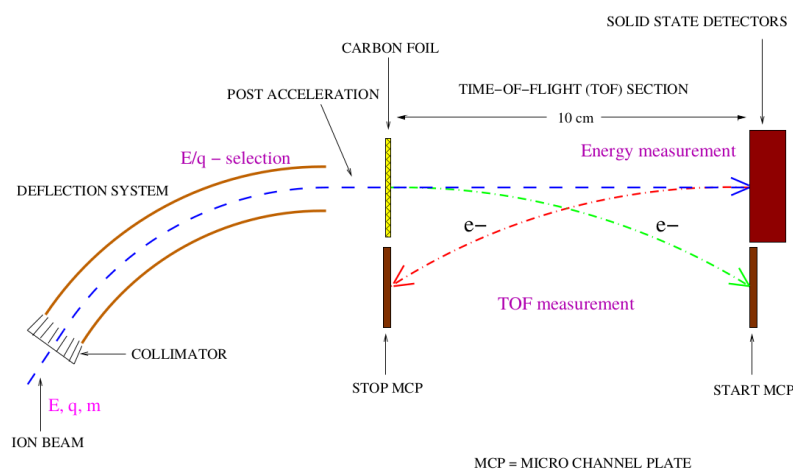 SOLID STATE DETECTORS
CARBON FOIL
POST ACCELERATION
TIME−OF−FLIGHT (TOF) SECTION
10 cm
E/q − selection
Energy measurement
DEFLECTION SYSTEM
e−
e−
TOF measurement
COLLIMATOR
STOP MCP
START MCP
E, q, m
ION BEAM
MCP = MICRO CHANNEL PLATE